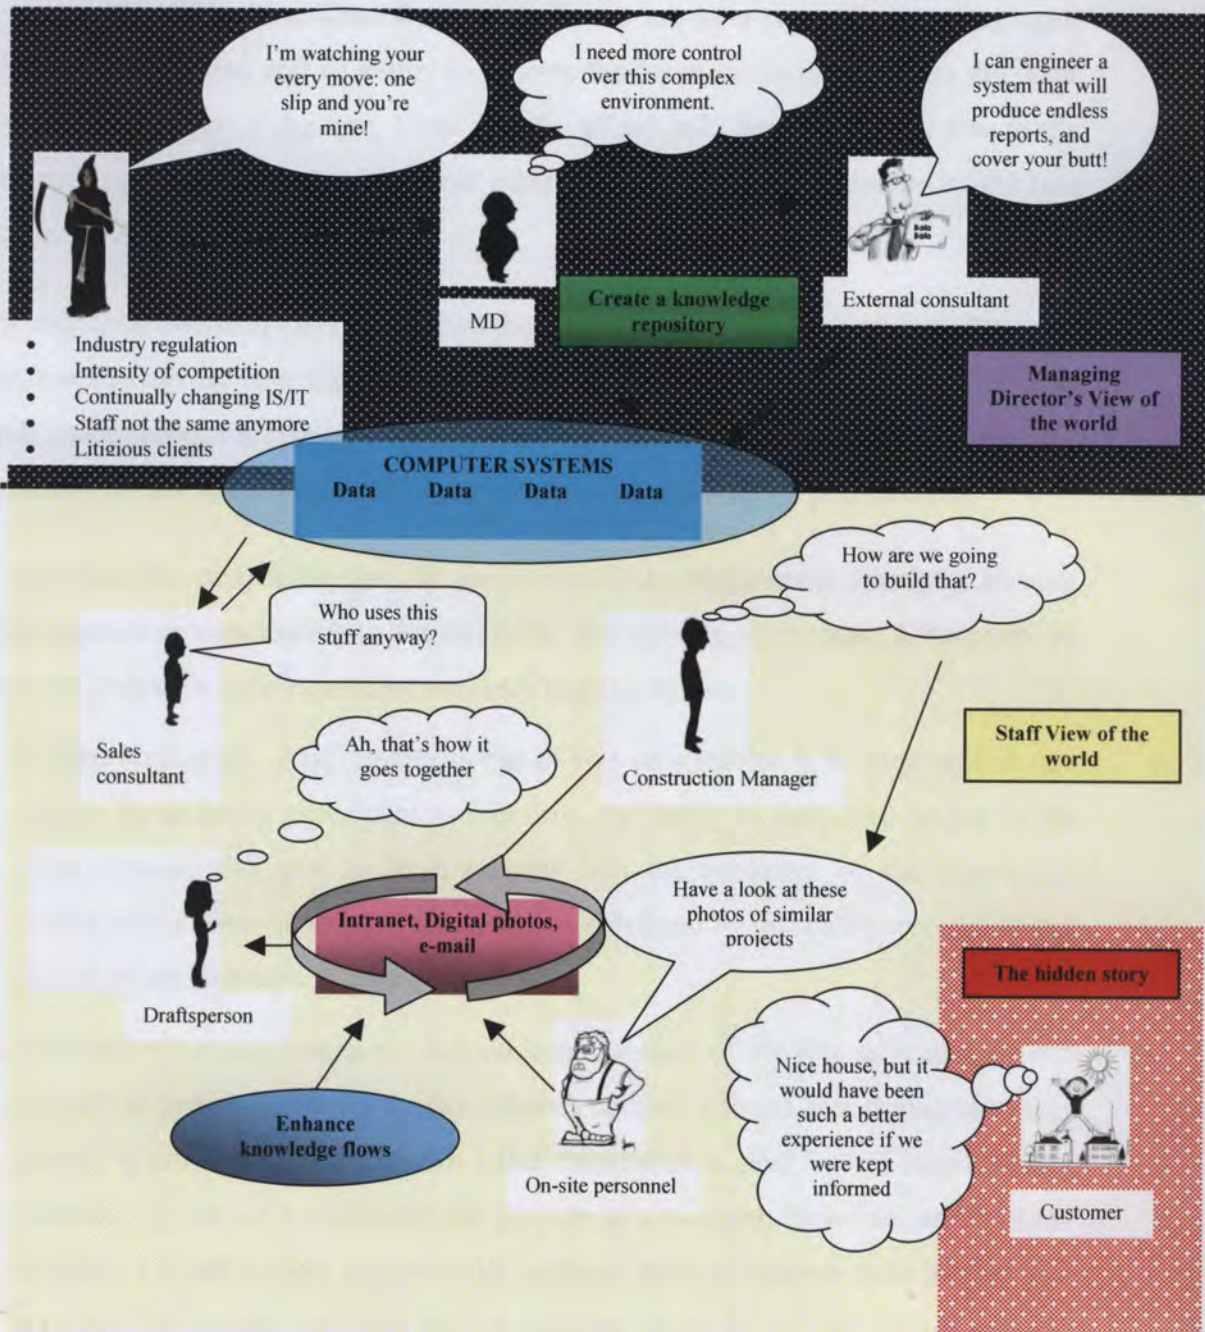 I'm watching your
every move: one
slip and you're
mine!
I need more control
over this complex
environment.
I can engineer a
system that will
produce endless
reports, and
cover your butt!
MD
Create a knowledge
repository
External consultant
• Industry regulation
• Intensity of competition
• Continually changing IS/IT
• Staff not the same anymore
• Litigious clients
Managing
Director's View of
the world
COMPUTER SYSTEMS
Data Data Data Data
How are we going
to build that?
Who uses this
stuff anyway?
Sales
consultant
Construction Manager
Staff View of the
world
Ah, that's how it
goes together
Intranet, Digital photos,
e-mail
Have a look at these
photos of similar
projects
Draftsperson
The hidden story
Enhance
knowledge flows
On-site personnel
Nice house, but it
would have been
such a better
experience if we
were kept
informed
Customer